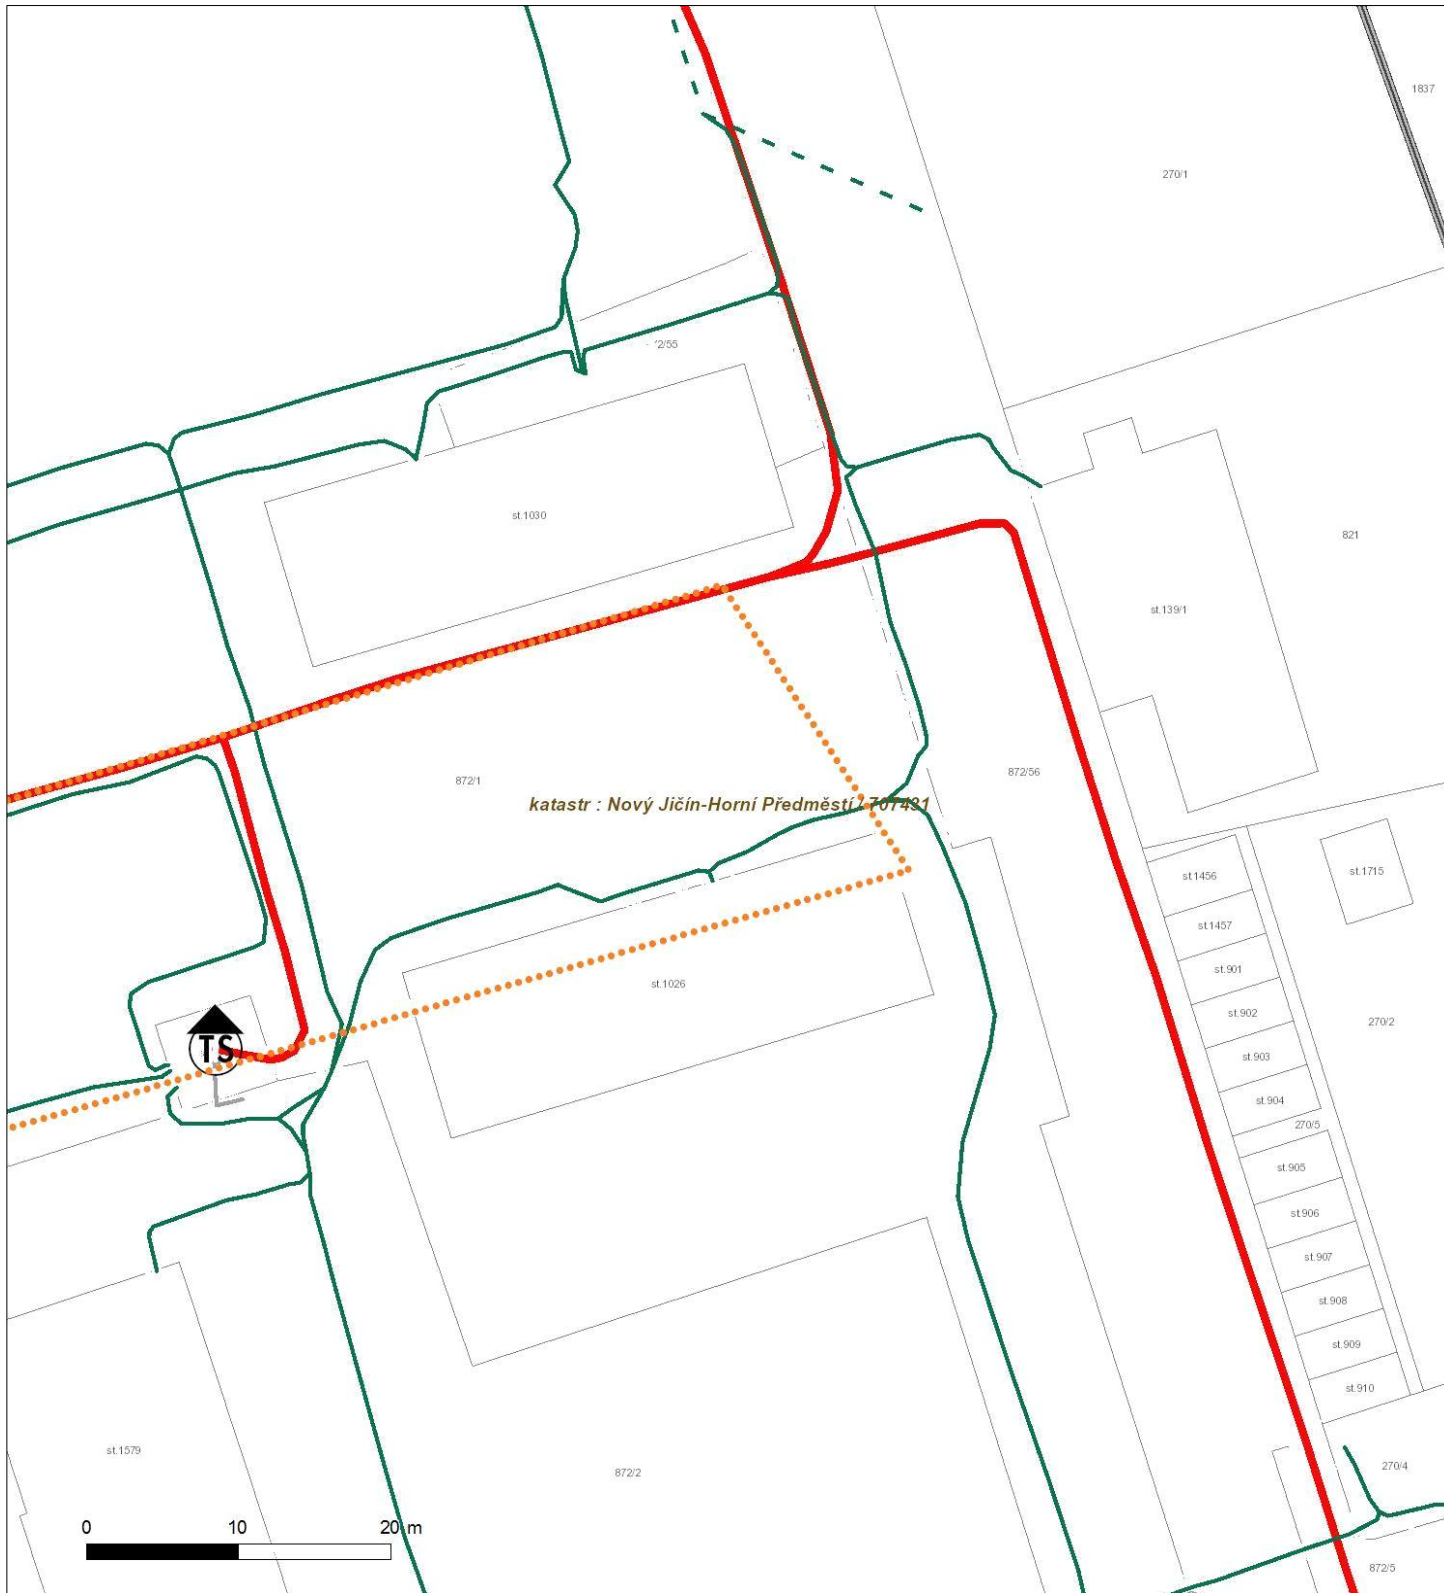 1837
270/1
2/55
st.1030
821
st.139/1
872/1
872/56
katastr : Nový Jičín-Horní Předměstí / 707431
st.1456
st.1715
st.1457
st.901
st.1026
st.902
270/2
st.903
TS
st.904
270/5
st.905
st.906
st.907
st.908
st.909
st.910
st.1579
270/4
872/2
0 10 20 m
872/5